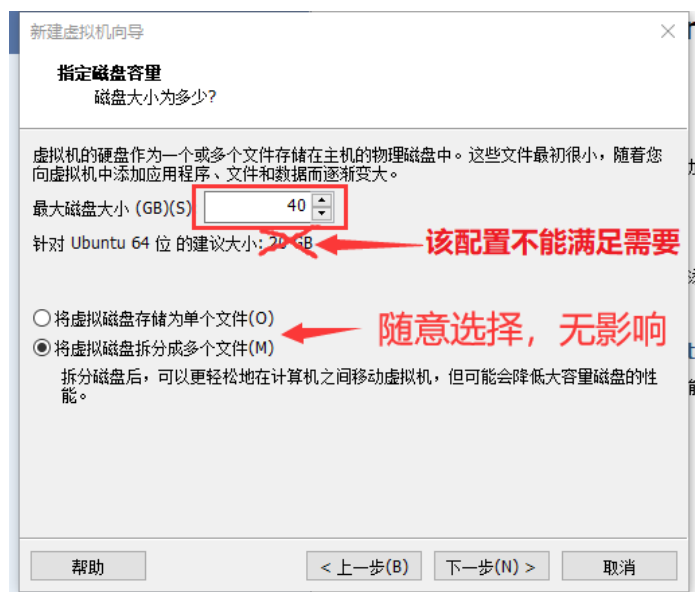 新建虚拟机向导
指定磁盘容量
磁盘大小为多少?
虚拟机的硬盘作为一个或多个文件存储在主机的物理磁盘中。这些文件最初很小，随着您
向虚拟机中添加应用程序、文件和数据而逐渐变大。
最大磁盘大小 (GB)(S) 40
针对 Ubuntu 64 位 的建议大小: 20 GB 该配置不能满足需要
将虚拟磁盘存储为单个文件(O)
随意选择，无影响
将虚拟磁盘拆分成多个文件(M)
拆分磁盘后，可以更轻松地在计算机之间移动虚拟机，但可能会降低大容量磁盘的性
能。
帮助 < 上一步(B) 下一步(N) > 取消